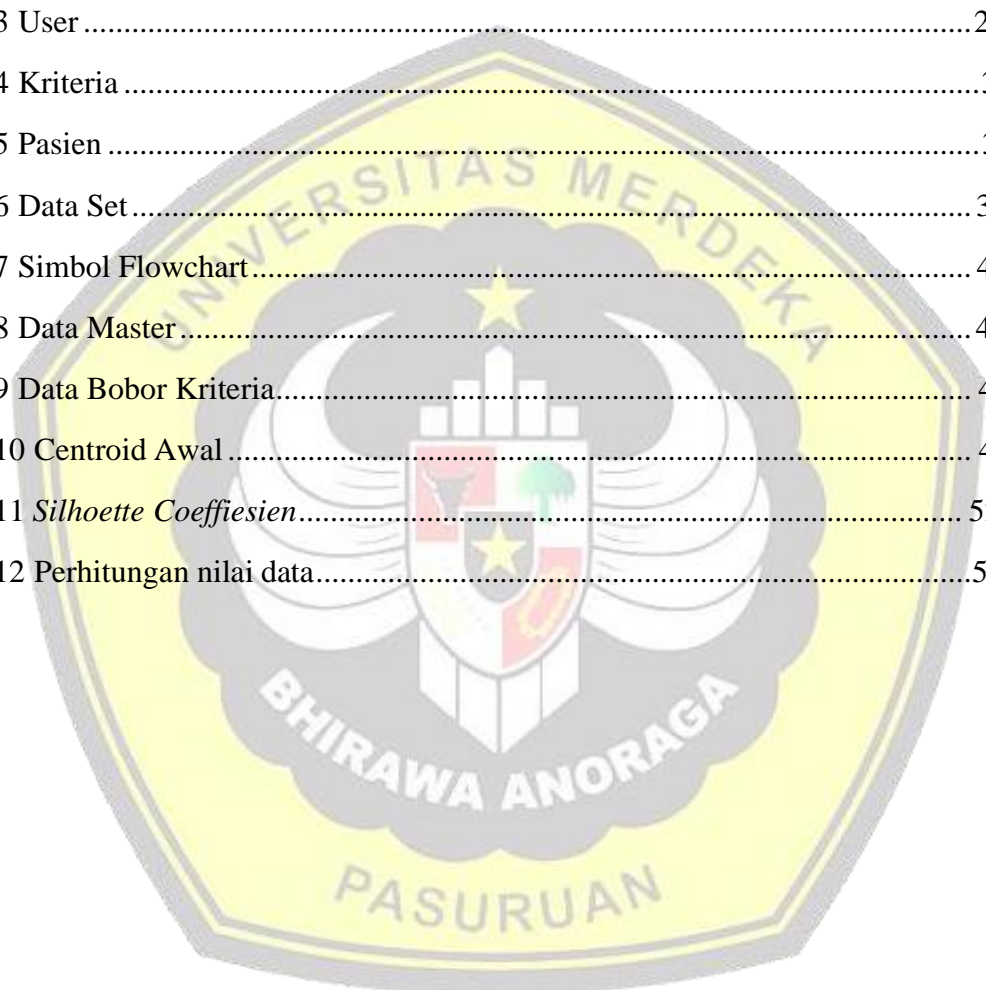 3 User ........ 2
4 Kriteria ........
5 Pasien ........
6 Data Set ........ 3
7 Simbol Flowchart ........ 4
8 Data Master ........ 4
9 Data Bobor Kriteria ........ 4
10 Centroid Awal ........ 4
11 Silhoette Coeffiesien ........ 5
12 Perhitungan nilai data ........ 5
UNIVERSITAS MERDEKA
BHIRAWA ANORAGA
PASURUAN